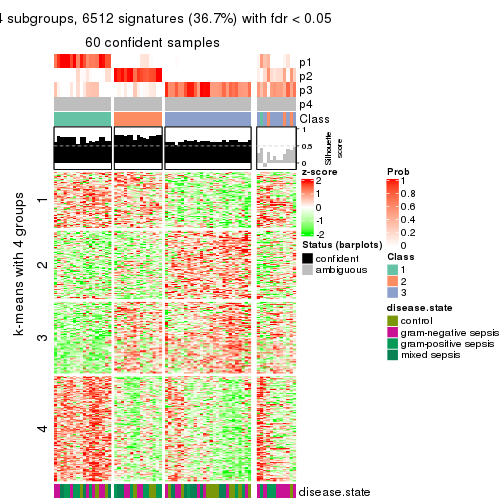 4 subgroups, 6512 signatures (36.7%) with fdr < 0.05
60 confident samples
p1
p2
p3
p4
Class
1
0.5
0
Silhouette
score
k-means with 4 groups
1
2
3
4
disease.state
z-score
2
1
0
-1
-2
Status (barplots)
confident
ambiguous
Prob
1
0.8
0.6
0.4
0.2
0
Class
1
2
3
disease.state
control
gram-negative sepsis
gram-positive sepsis
mixed sepsis